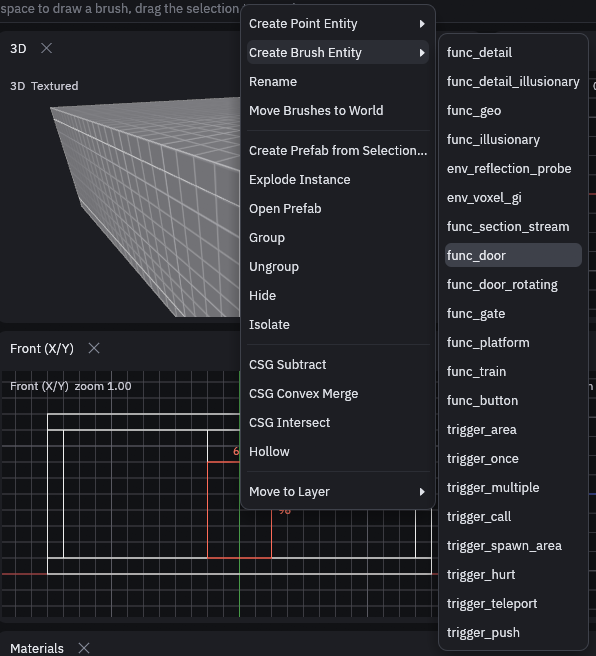 space to draw a brush, drag the selection
3D
3D Textured
Front (X/Y)
Front (X/Y) zoom 1.00
6
96
Materials
Create Point Entity
Create Brush Entity
Rename
Move Brushes to World
Create Prefab from Selection...
Explode Instance
Open Prefab
Group
Ungroup
Hide
Isolate
CSG Subtract
CSG Convex Merge
CSG Intersect
Hollow
Move to Layer
func_detail
func_detail_illusionary
func_geo
func_illusionary
env_reflection_probe
env_voxel_gi
func_section_stream
func_door
func_door_rotating
func_gate
func_platform
func_train
func_button
trigger_area
trigger_once
trigger_multiple
trigger_call
trigger_spawn_area
trigger_hurt
trigger_teleport
trigger_push